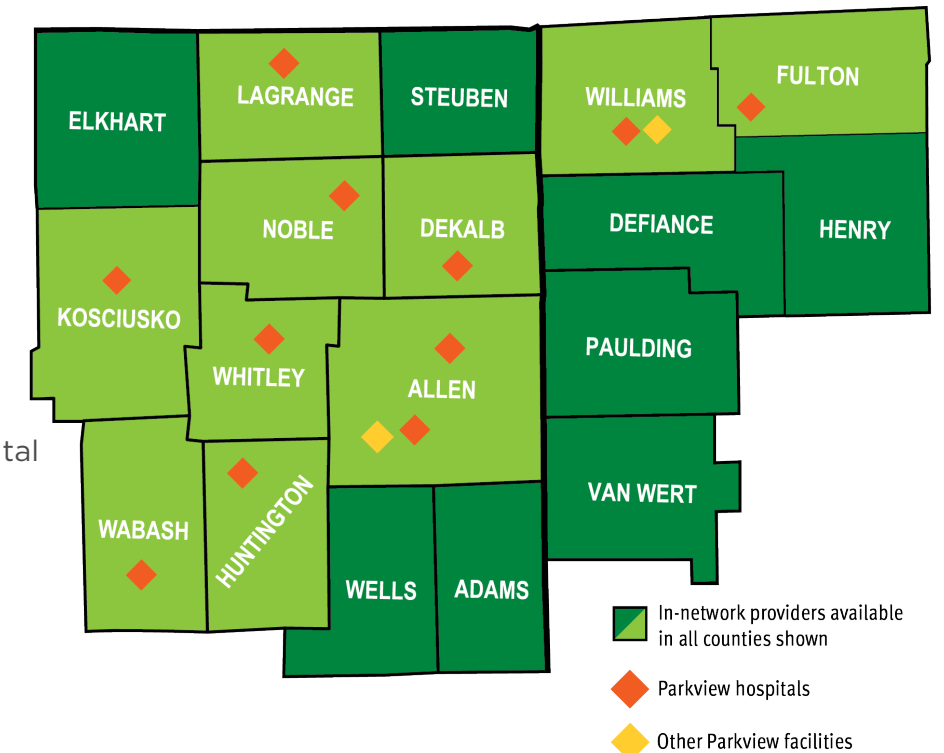 LAGRANGE
STEUBEN
WILLIAMS
FULTON
ELKHART
NOBLE
DEKALB
DEFIANCE
HENRY
KOSCIUSKO
WHITLEY
ALLEN
PAULDING
tal
WABASH
HUNTINGTON
WELLS
ADAMS
VAN WERT
In-network providers available
in all counties shown
Parkview hospitals
Other Parkview facilities